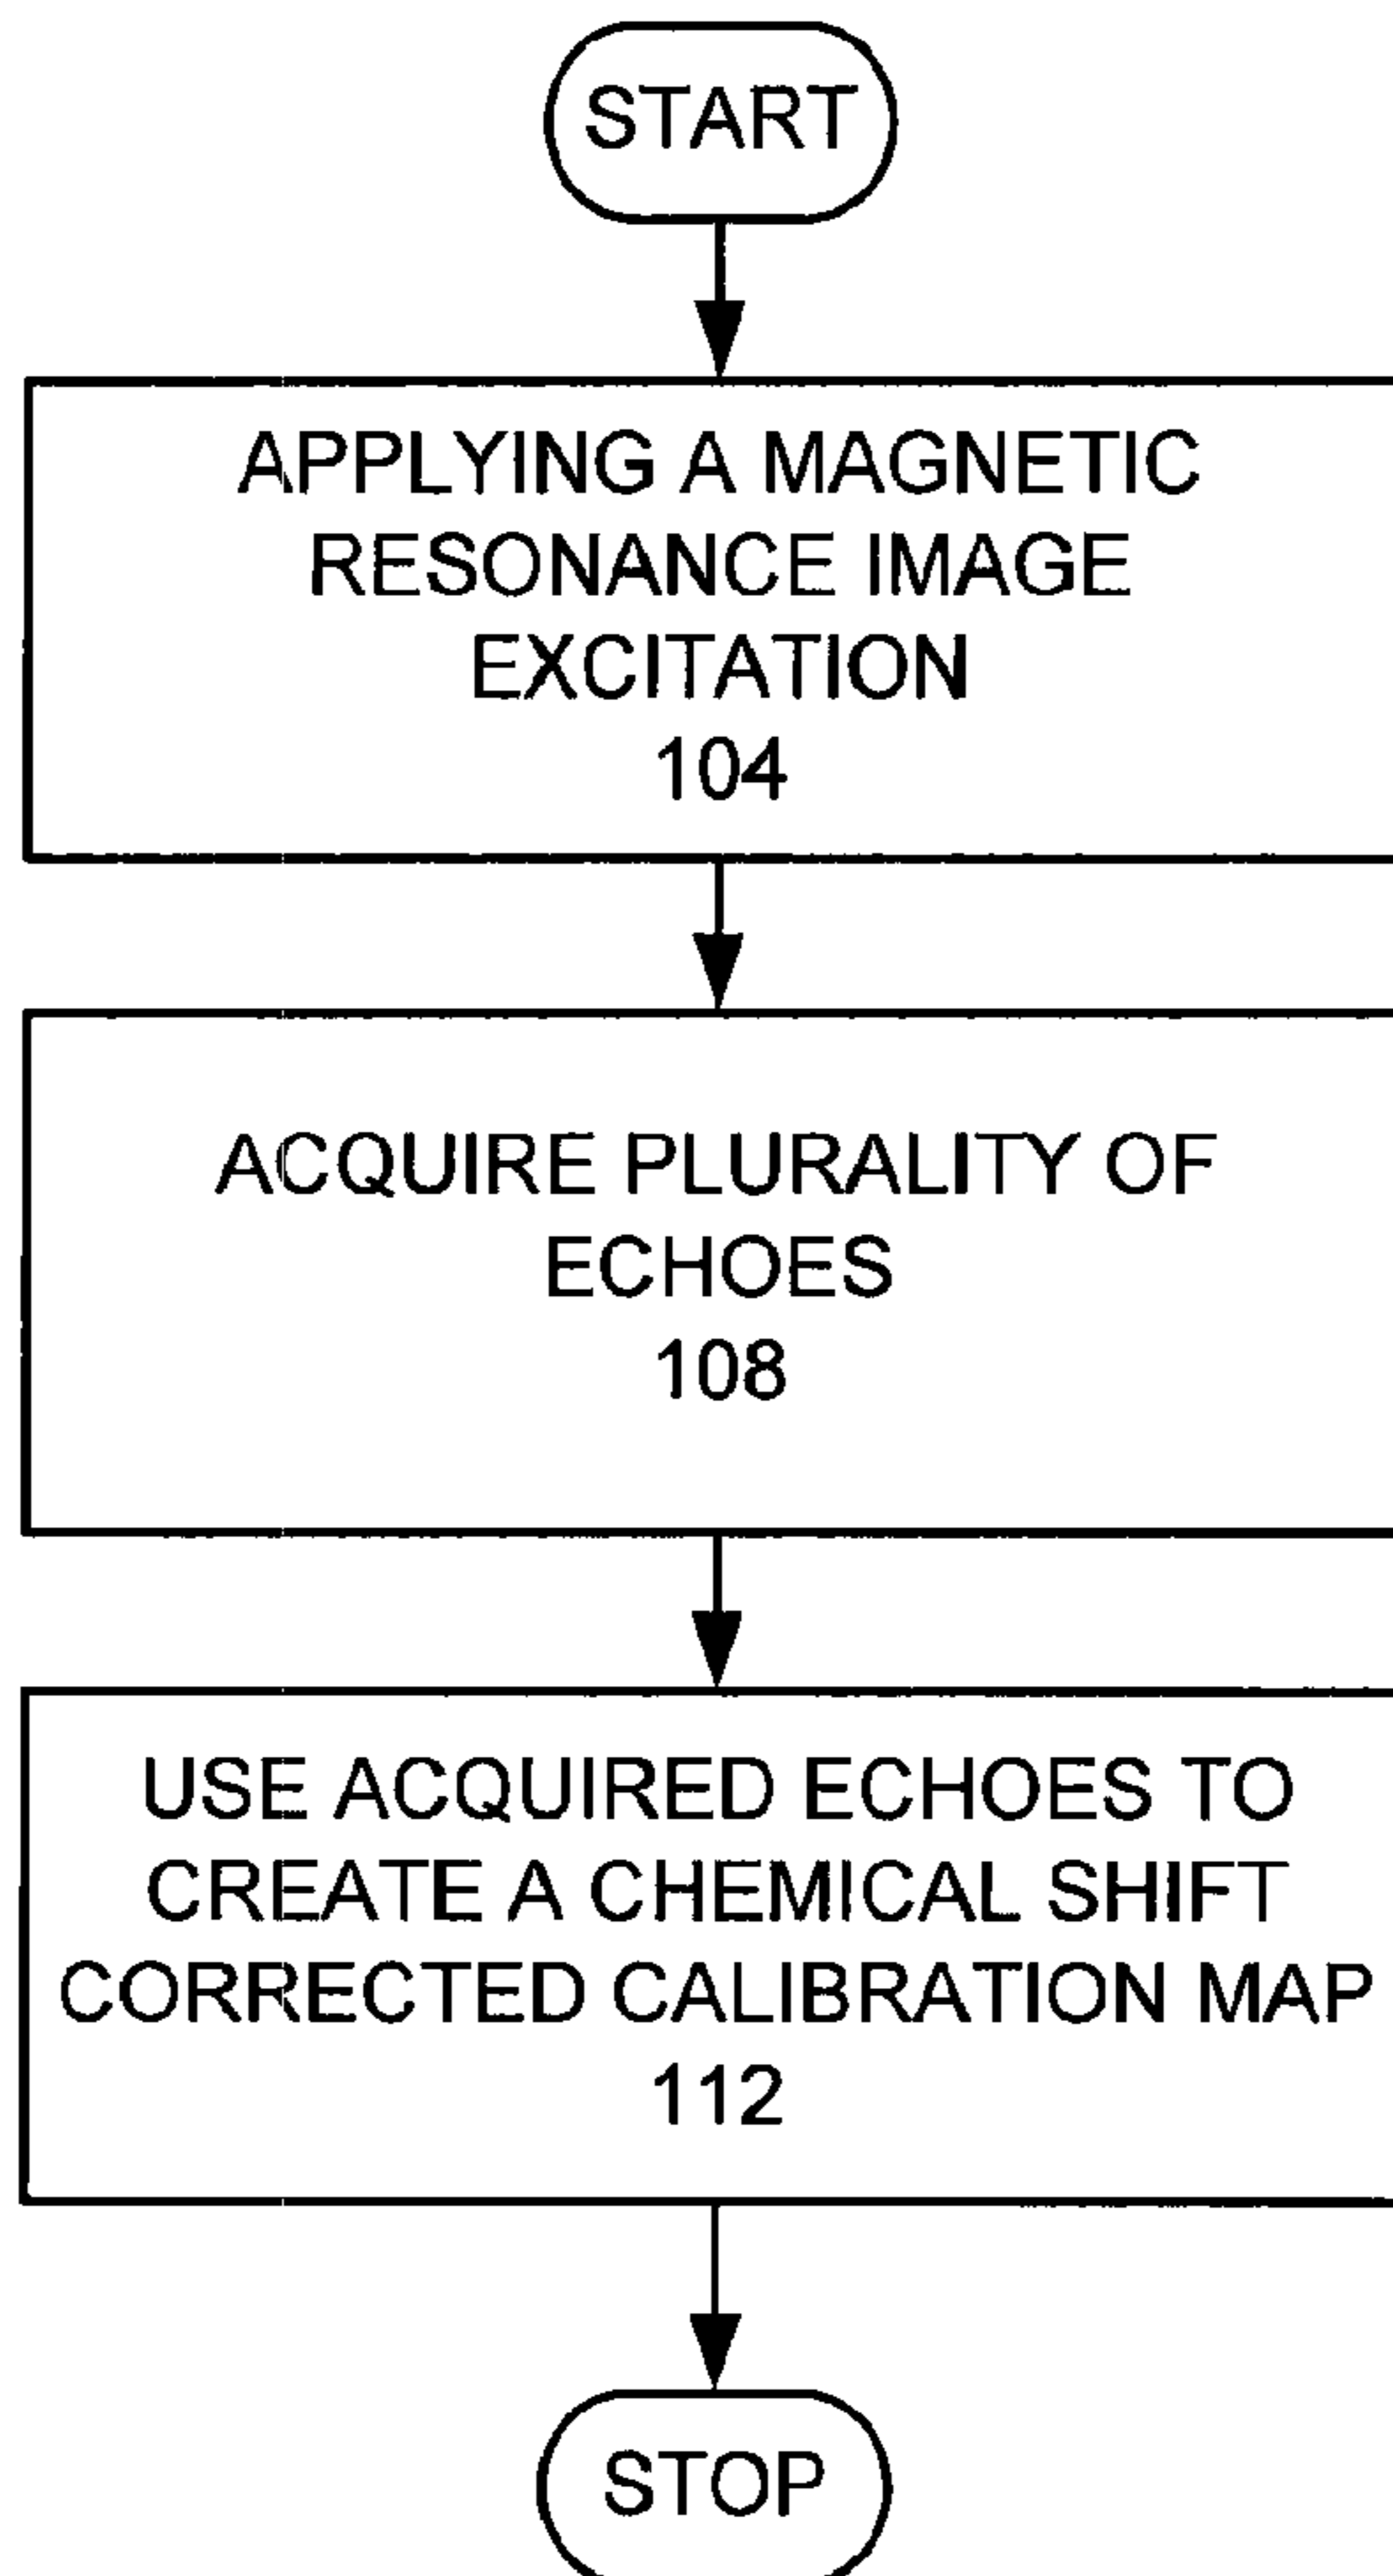 START
APPLYING A MAGNETIC
RESONANCE IMAGE
EXCITATION
104
ACQUIRE PLURALITY OF
ECHOES
108
USE ACQUIRED ECHOES TO
CREATE A CHEMICAL SHIFT
CORRECTED CALIBRATION MAP
112
STOP